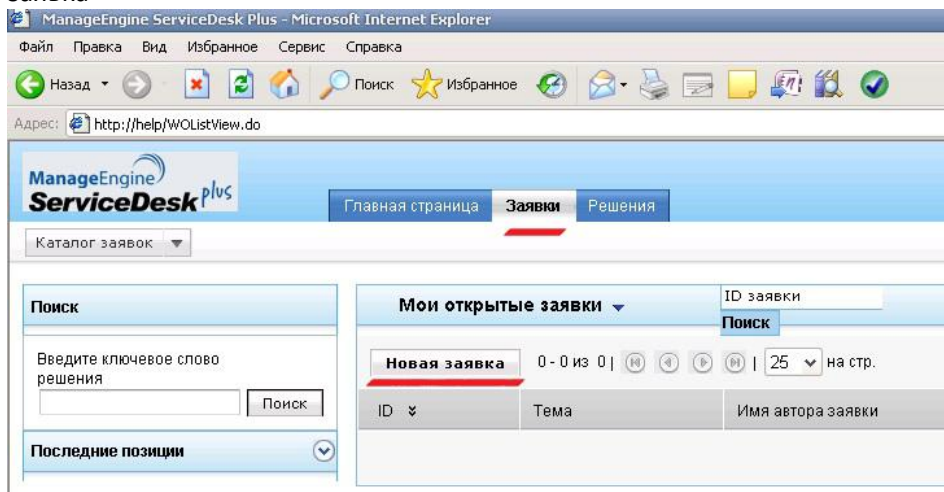 ManageEngine ServiceDesk Plus - Microsoft Internet Explorer
Файл Правка Вид Избранное Сервис Справка
Назад Поиск Избранное
Адрес: http://help/WOListView.do
ManageEngine
ServiceDesk plus
Главная страница Заявки Решения
Каталог заявок
Поиск
Введите ключевое слово
решения
Поиск
Последние позиции
Мои открытые заявки
ID заявки
Поиск
Новая заявка 0 - 0 из 0 | | 25 на стр.
ID Тема Имя автора заявки